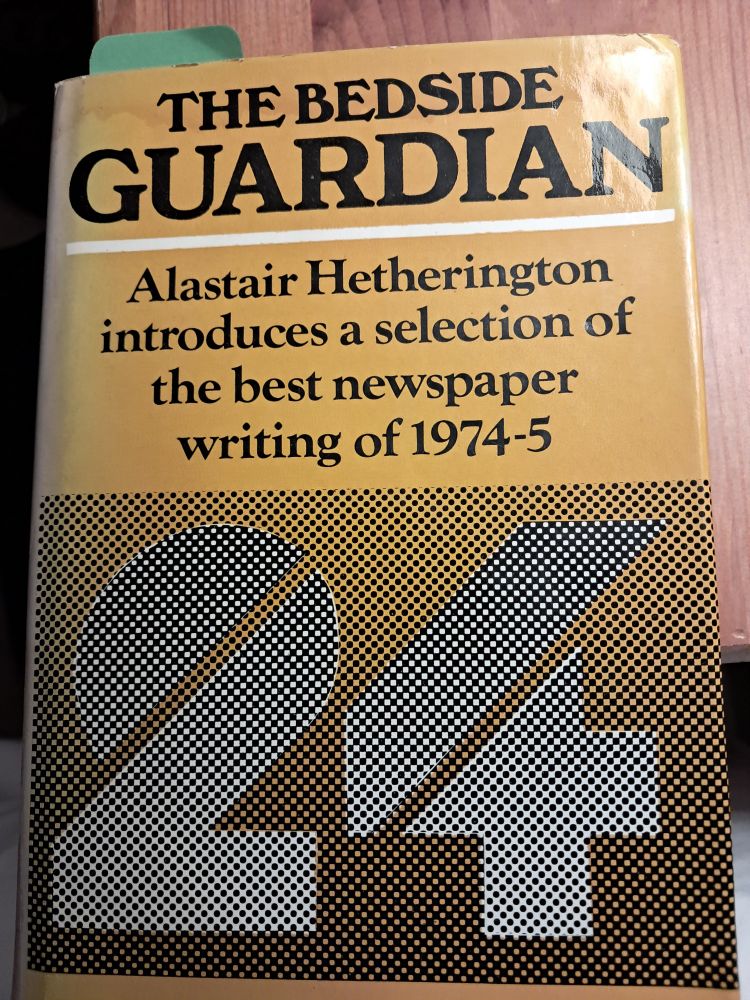 THE BEDSIDE
GUARDIAN
Alastair Hetherington
introduces a selection of
the best newspaper
writing of 1974-5
24